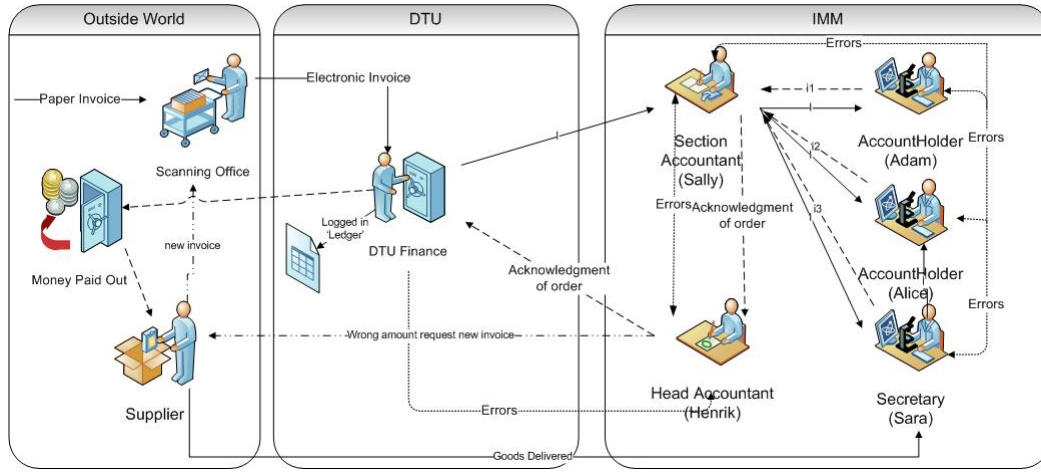 Outside World
DTU
IMM
Paper Invoice
Electronic Invoice
Scanning Office
new invoice
Money Paid Out
Supplier
Logged in
'Ledger'
DTU Finance
Acknowledgment
of order
Wrong amount request new invoice
Errors
Goods Delivered
I
Errors
i1
I
Section
Accountant
(Sally)
AccountHolder
(Adam)
Errors
i2
Errors
Acknowledgment
of order
i3
AccountHolder
(Alice)
Errors
Head Accountant
(Henrik)
Secretary
(Sara)